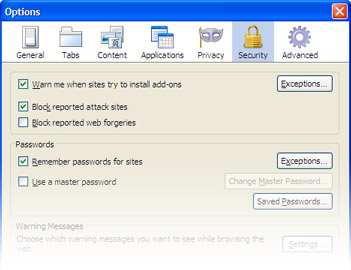 Options
General Tabs Content Applications Privacy Security Advanced
Warn me when sites try to install add-ons Exceptions...
Block reported attack sites
Block reported web forgeries
Passwords
Remember passwords for sites Exceptions...
Use a master password Change Master Password...
Saved Passwords...
Warning Messages
Choose which warning messages you want to see while browsing the
web Settings...